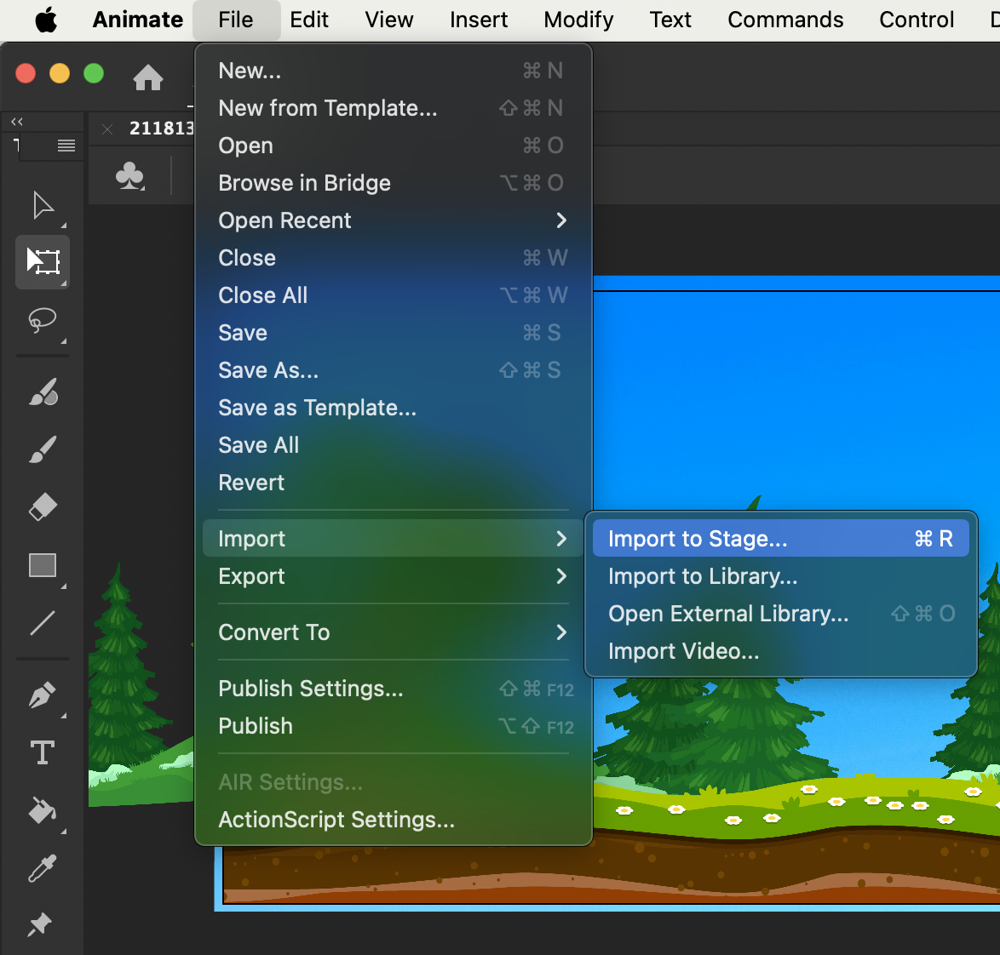 Animate File Edit View Insert Modify Text Commands Control
211813
New... ⌘ N
New from Template... ⇧ ⌘ N
Open ⌘ O
Browse in Bridge ⌥ ⌘ O
Open Recent
Close ⌘ W
Close All ⌥ ⌘ W
Save ⌘ S
Save As... ⇧ ⌘ S
Save as Template...
Save All
Revert
Import
Import to Stage... ⌘ R
Export
Import to Library...
Open External Library... ⇧ ⌘ O
Convert To
Import Video...
Publish Settings... ⇧ ⌘ F12
Publish ⌥ ⇧ F12
AIR Settings...
ActionScript Settings...